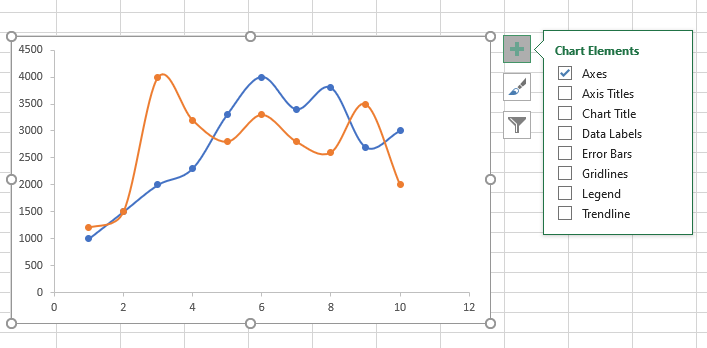 4500
4000
3500
3000
2500
2000
1500
1000
500
0
0 2 4 6 8 10 12
Chart Elements
Axes
Axis Titles
Chart Title
Data Labels
Error Bars
Gridlines
Legend
Trendline